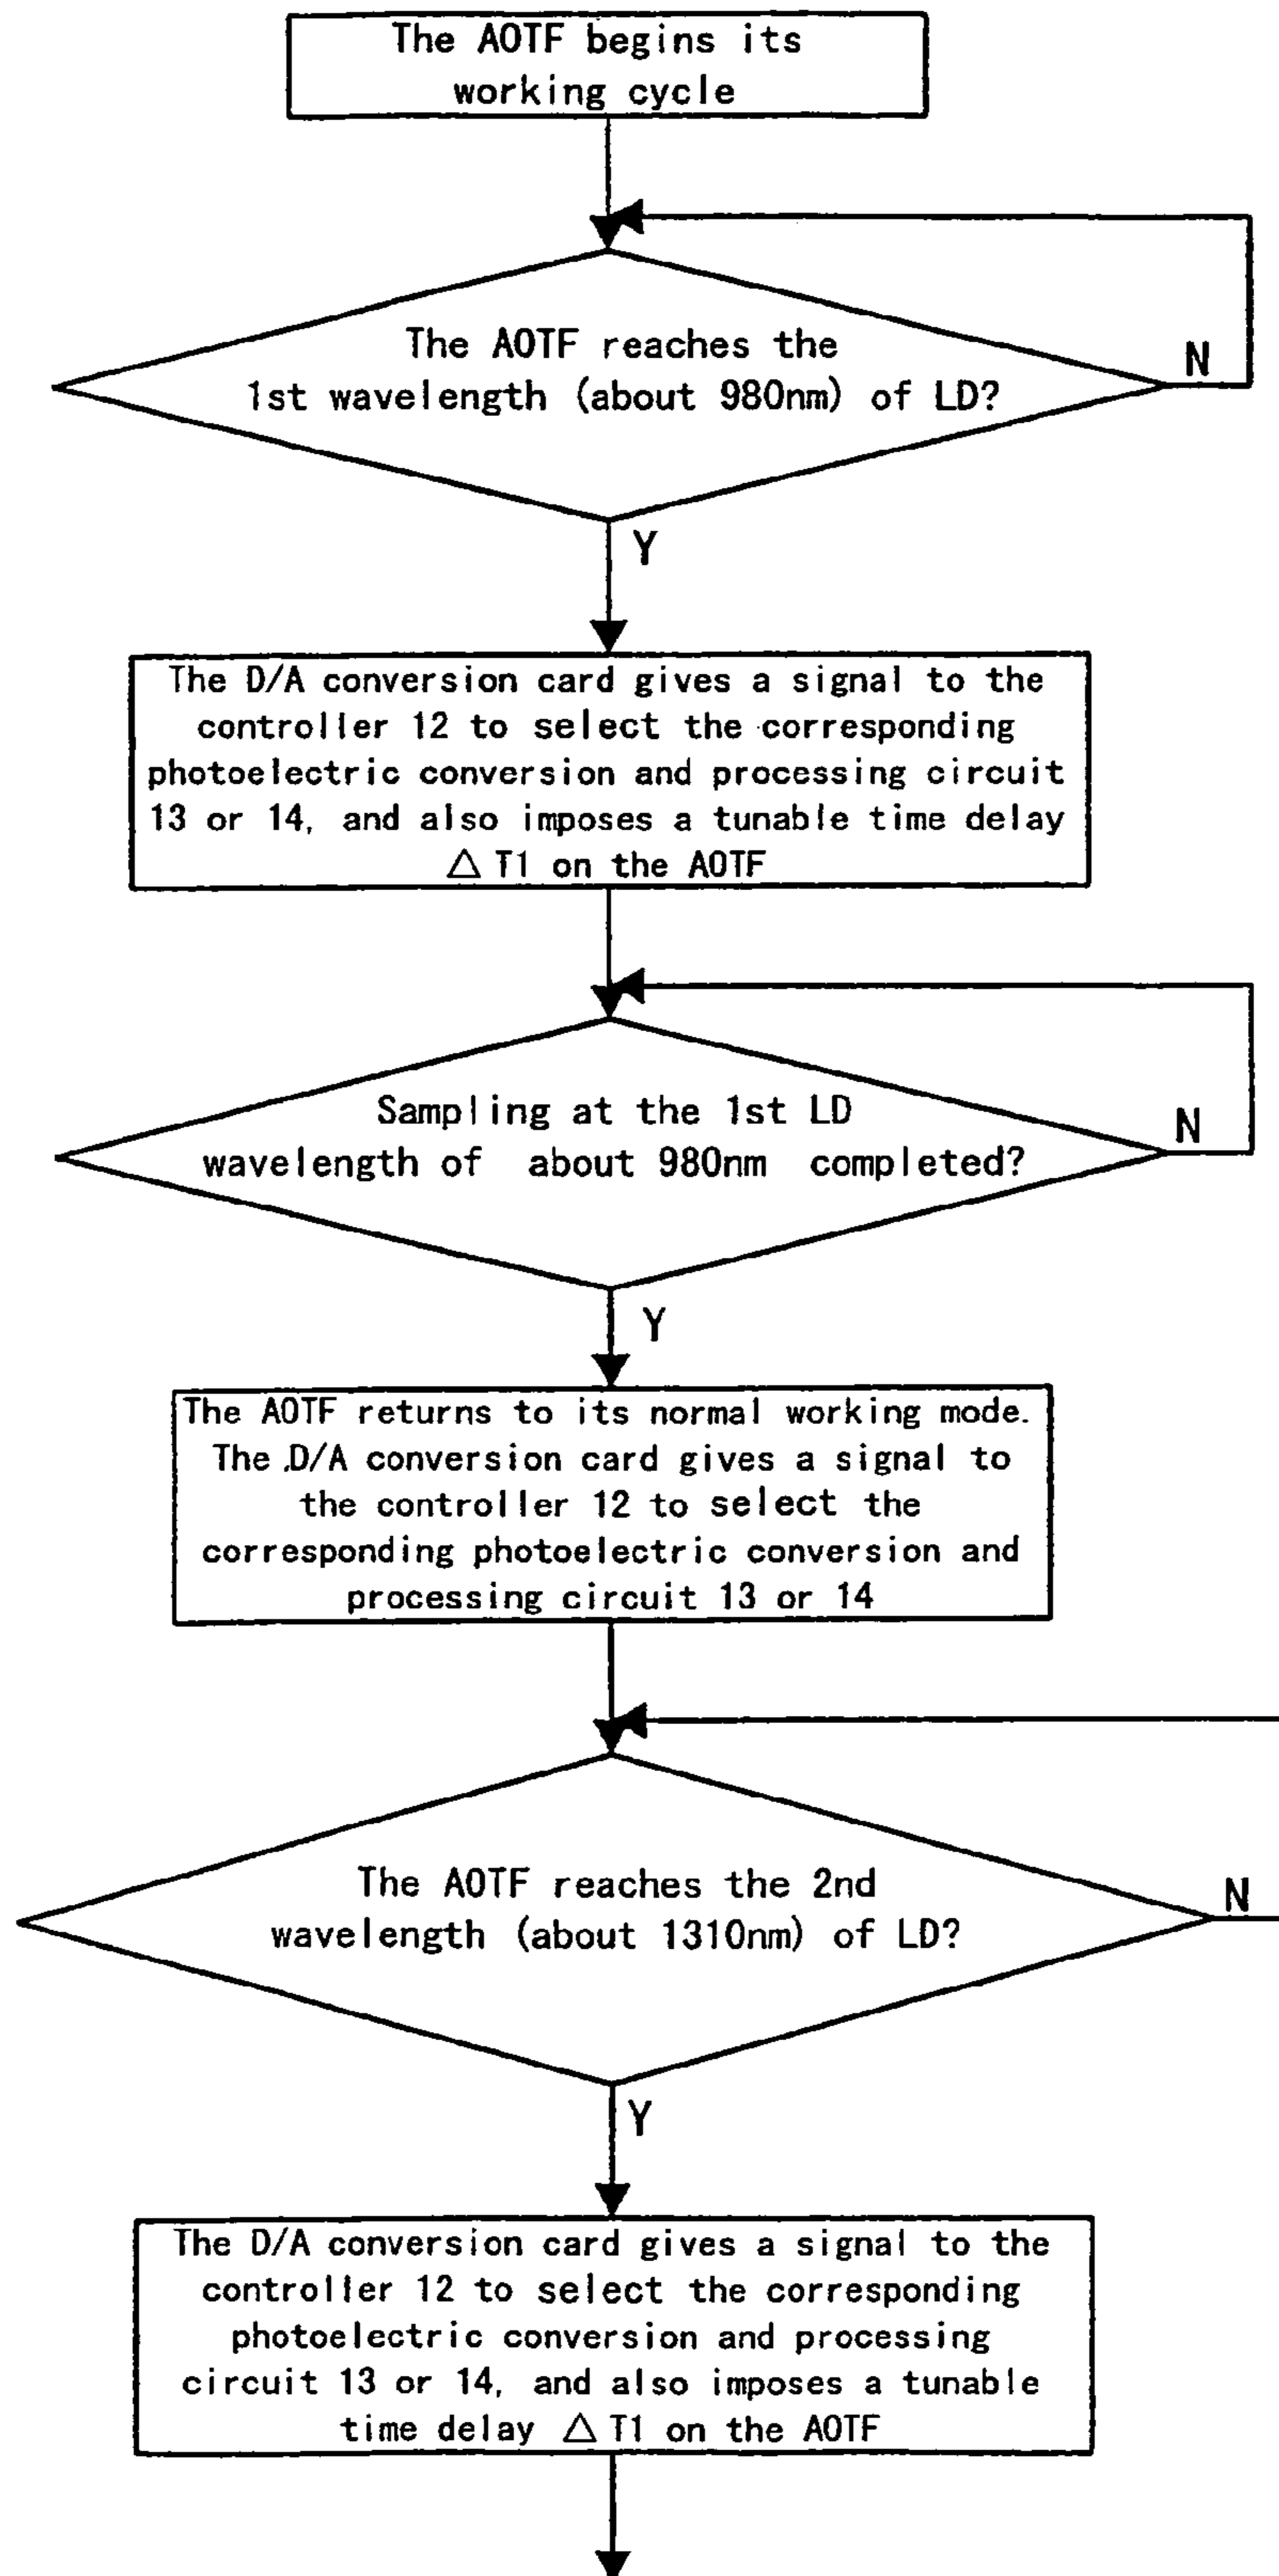 The AOTF begins its
working cycle
The AOTF reaches the
1st wavelength (about 980nm) of LD?
N
Y
The D/A conversion card gives a signal to the
controller 12 to select the corresponding
photoelectric conversion and processing circuit
13 or 14, and also imposes a tunable time delay
△ T1 on the AOTF
Sampling at the 1st LD
wavelength of about 980nm completed?
N
Y
The AOTF returns to its normal working mode.
The D/A conversion card gives a signal to
the controller 12 to select the
corresponding photoelectric conversion and
processing circuit 13 or 14
The AOTF reaches the 2nd
wavelength (about 1310nm) of LD?
N
Y
The D/A conversion card gives a signal to the
controller 12 to select the corresponding
photoelectric conversion and processing
circuit 13 or 14, and also imposes a tunable
time delay △ T1 on the AOTF